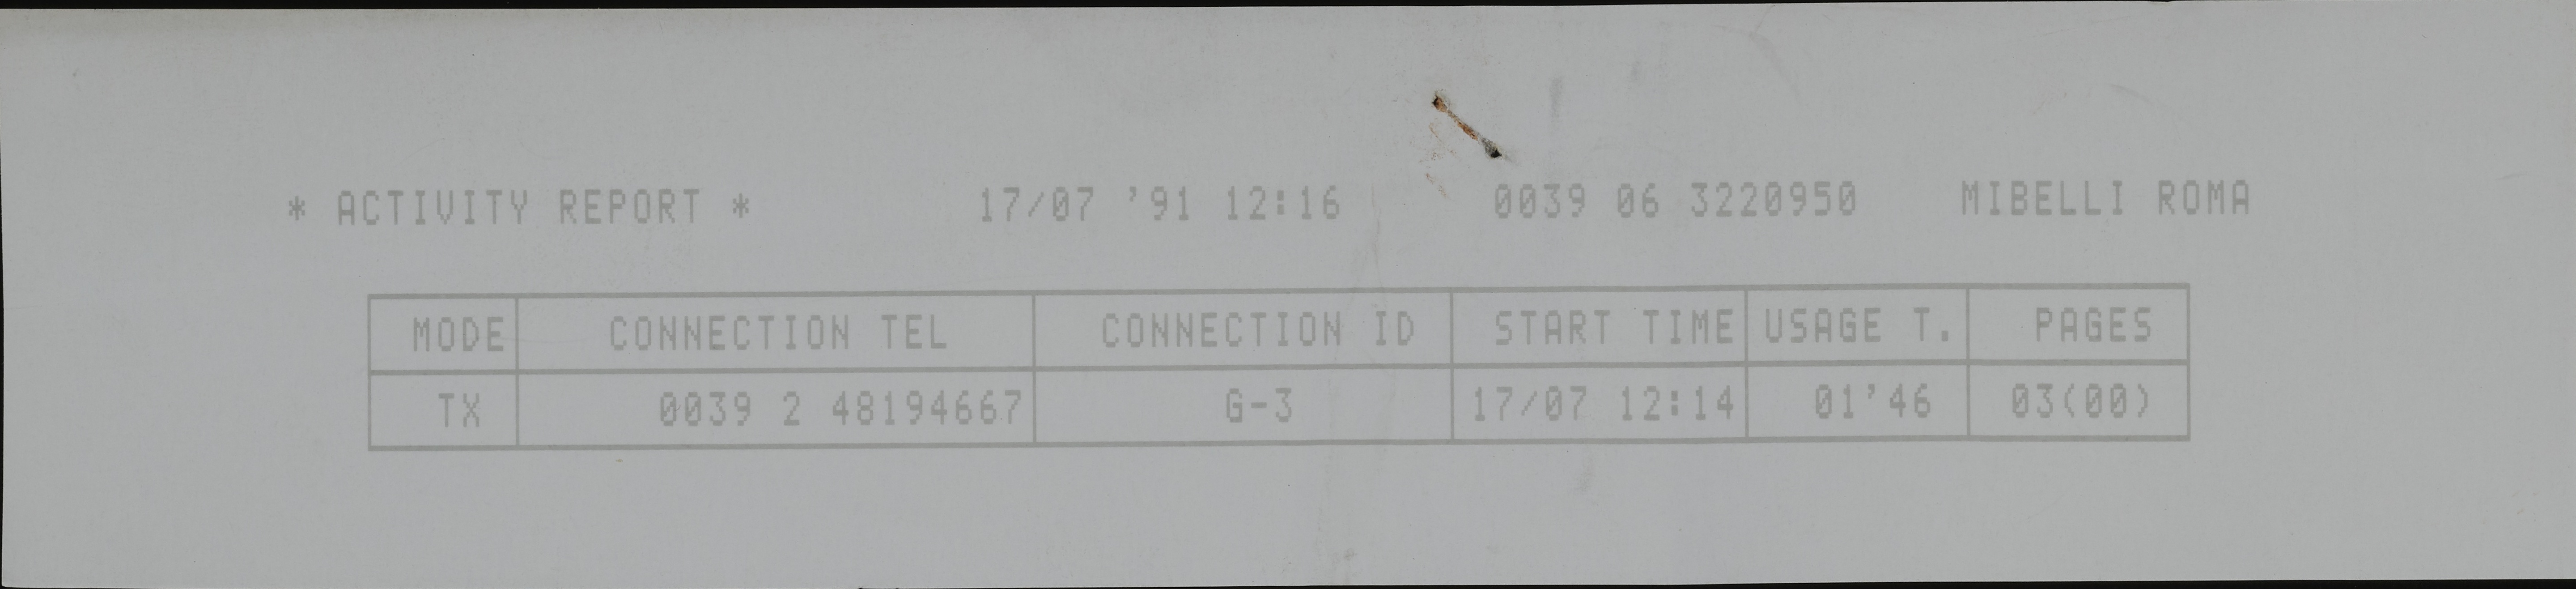 * ACTIVITY REPORT * 17/07 '91 12:16 0039 06 3220950 MIBELLI ROMA
MODE CONNECTION TEL CONNECTION ID START TIME USAGE T. PAGES
TX 0039 2 48194667 G-3 17/07 12:14 01'46 03(00)